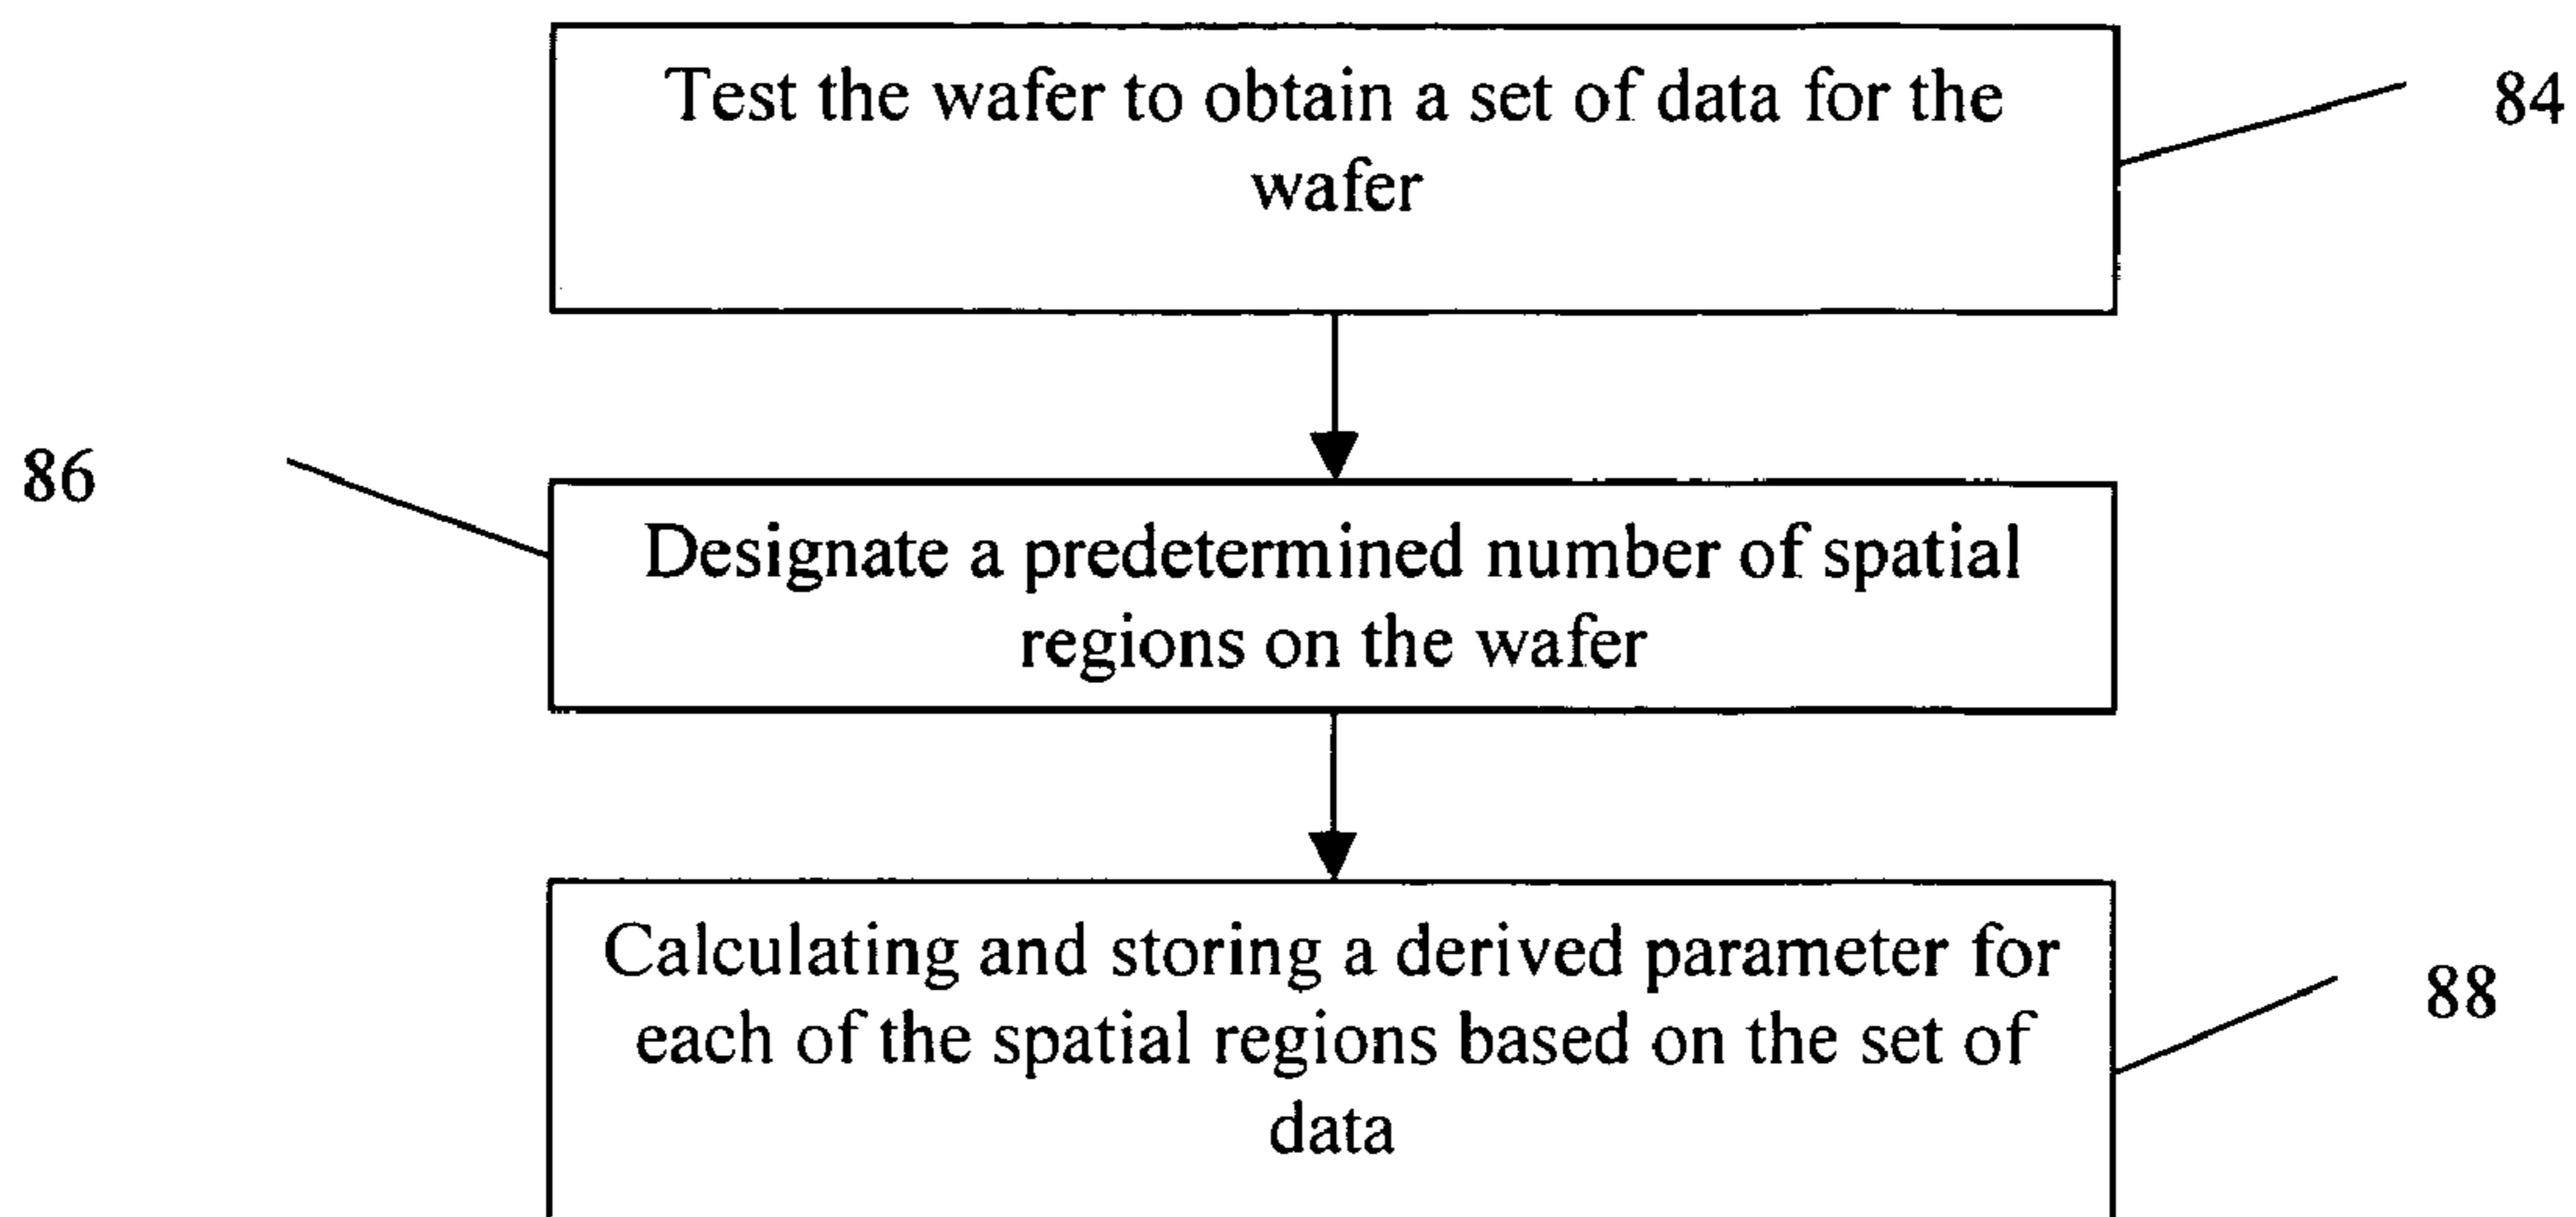 Test the wafer to obtain a set of data for the
wafer
84
86
Designate a predetermined number of spatial
regions on the wafer
Calculating and storing a derived parameter for
each of the spatial regions based on the set of
data
88